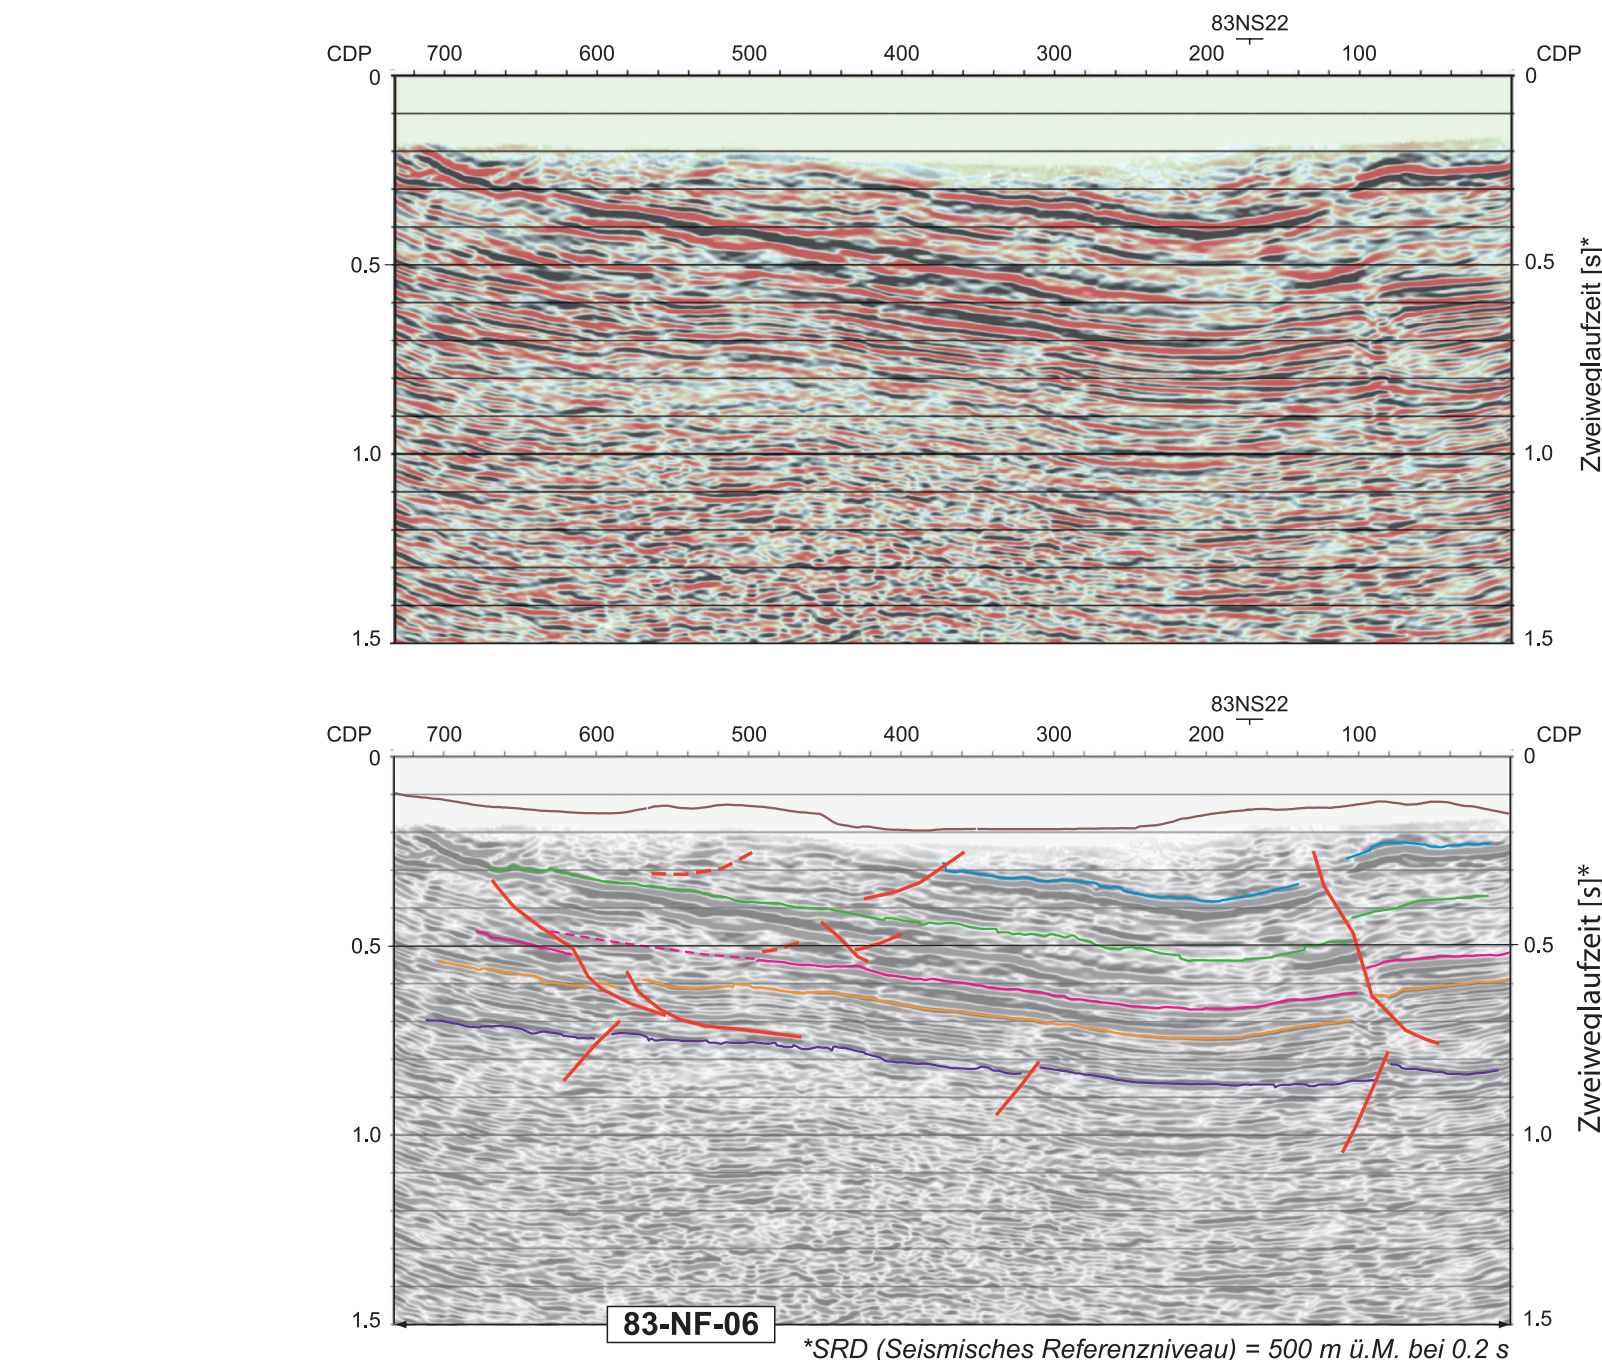 83NS22
CDP 700 600 500 400 300 200 100 CDP
0 0
0.5 0.5
Zweiweglaufzeit [s]*
1.0 1.0
1.5 1.5
83NS22
CDP 700 600 500 400 300 200 100 CDP
0 0
0.5 0.5
Zweiweglaufzeit [s]*
1.0 1.0
1.5 1.5
83-NF-06
*SRD (Seismisches Referenzniveau) = 500 m ü.M. bei 0.2 s